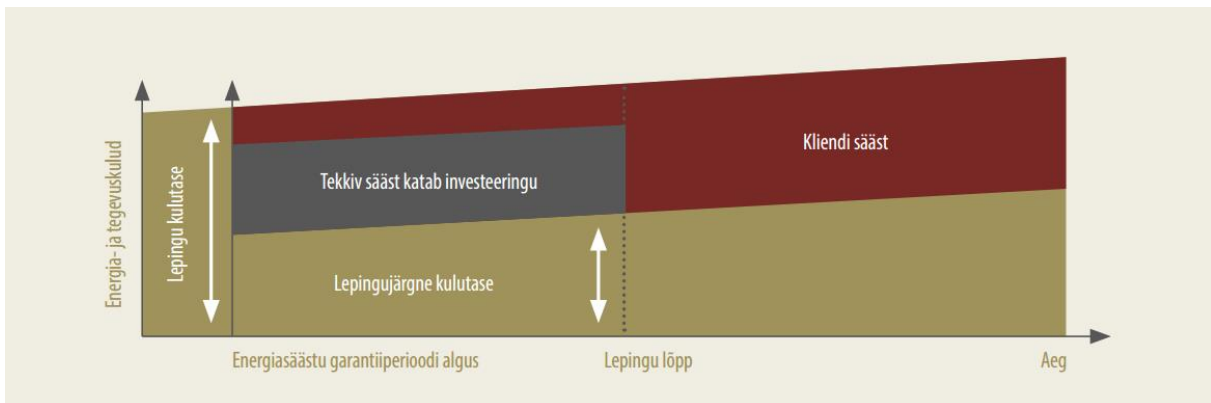 Energia- ja tegevuskulud
Lepingu kulutase
Tekkiv sääst katab investeeringu
Kliendi sääst
Lepingujärgne kulutase
Energiasäästu garantiiperioodi algus
Lepingu lõpp
Aeg